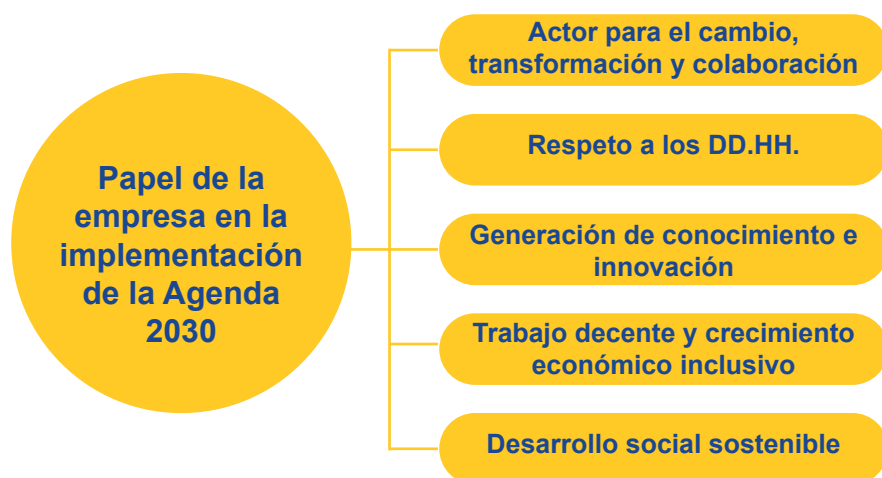 Papel de la
empresa en la
implementación
de la Agenda
2030
Actor para el cambio,
transformación y colaboración
Respeto a los DD.HH.
Generación de conocimiento e
innovación
Trabajo decente y crecimiento
económico inclusivo
Desarrollo social sostenible